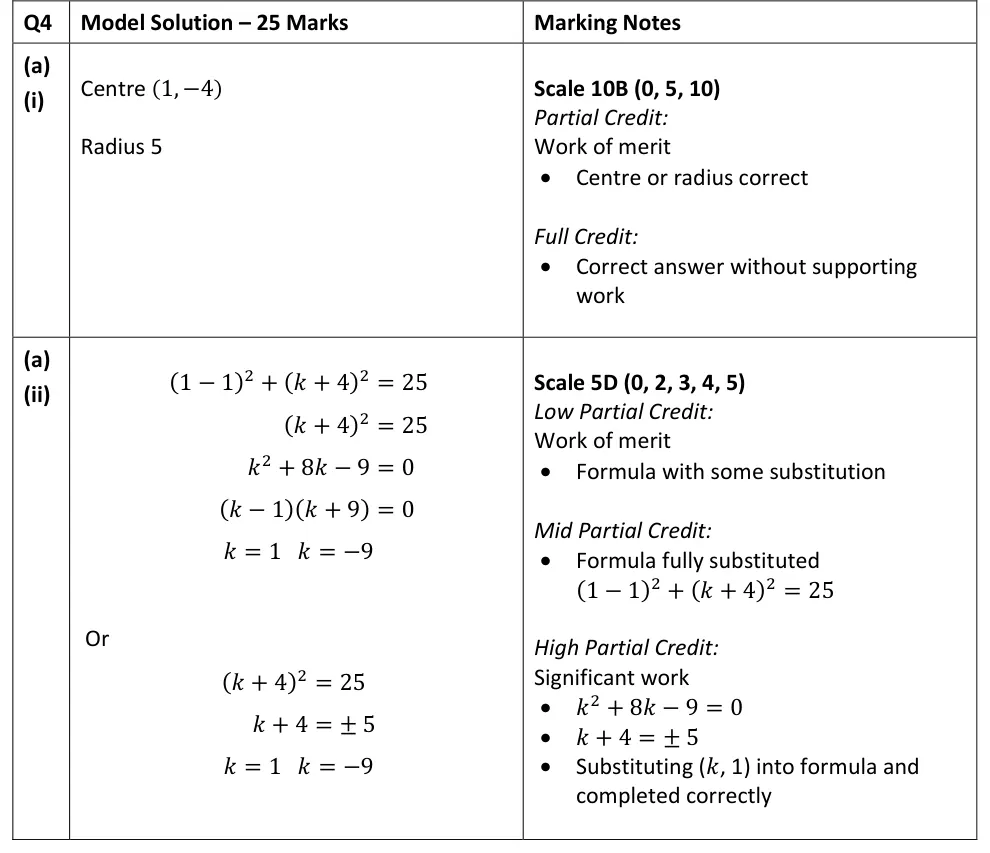 Q4 Model Solution – 25 Marks Marking Notes
(a)
(i)
Centre (1, −4)
Radius 5
Scale 10B (0, 5, 10)
Partial Credit:
Work of merit
• Centre or radius correct
Full Credit:
• Correct answer without supporting
work
(a)
(ii)
(1 − 1)² + (k + 4)² = 25
(k + 4)² = 25
k² + 8k − 9 = 0
(k − 1)(k + 9) = 0
k = 1 k = −9
Or
(k + 4)² = 25
k + 4 = ± 5
k = 1 k = −9
Scale 5D (0, 2, 3, 4, 5)
Low Partial Credit:
Work of merit
• Formula with some substitution
Mid Partial Credit:
• Formula fully substituted
(1 − 1)² + (k + 4)² = 25
High Partial Credit:
Significant work
• k² + 8k − 9 = 0
• k + 4 = ± 5
• Substituting (k, 1) into formula and
completed correctly